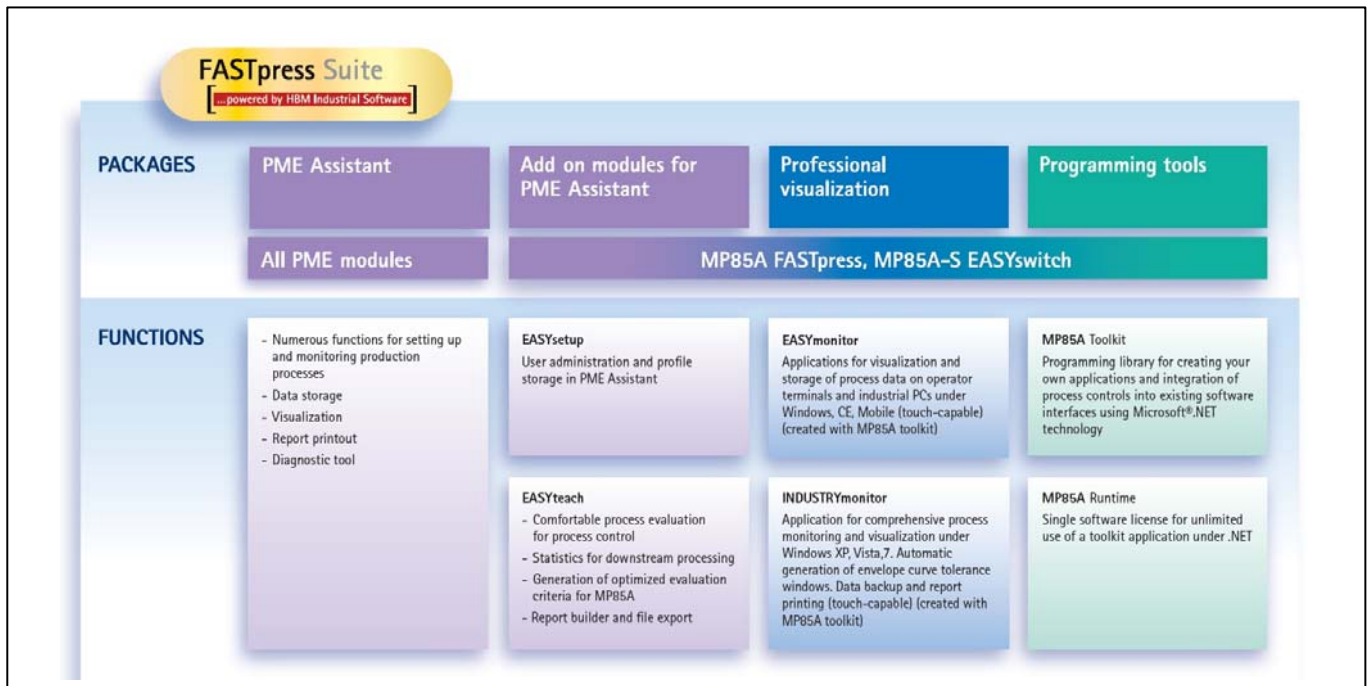 FASTpress Suite
[...powered by HBM Industrial Software]
PACKAGES
PME Assistant
Add on modules for
PME Assistant
Professional
visualization
Programming tools
All PME modules
MP85A FASTpress, MP85A-S EASYswitch
FUNCTIONS
- Numerous functions for setting up
and monitoring production
processes
- Data storage
- Visualization
- Report printout
- Diagnostic tool
EASYsetup
User administration and profile
storage in PME Assistant
EASYteach
- Comfortable process evaluation
for process control
- Statistics for downstream processing
- Generation of optimized evaluation
criteria for MP85A
- Report builder and file export
EASYmonitor
Applications for visualization and
storage of process data on operator
terminals and industrial PCs under
Windows, CE, Mobile (touch-capable)
(created with MP85A toolkit)
INDUSTRYmonitor
Application for comprehensive process
monitoring and visualization under
Windows XP, Vista,7. Automatic
generation of envelope curve tolerance
windows. Data backup and report
printing (touch-capable) (created with
MP85A toolkit)
MP85A Toolkit
Programming library for creating your
own applications and integration of
process controls into existing software
interfaces using Microsoft®.NET
technology
MP85A Runtime
Single software license for unlimited
use of a toolkit application under .NET